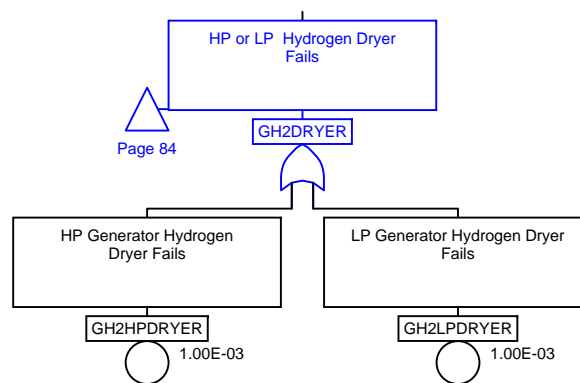 HP or LP  Hydrogen Dryer
Fails
Page 84
GH2DRYER
HP Generator Hydrogen
Dryer Fails
LP Generator Hydrogen Dryer
Fails
GH2HPDRYER
GH2LPDRYER
1.00E-03
1.00E-03